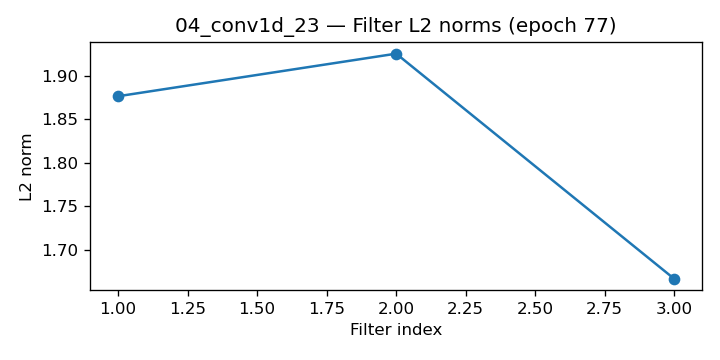 04_conv1d_23 — Filter L2 norms (epoch 77)
L2 norm
1.90
1.85
1.80
1.75
1.70
1.00 1.25 1.50 1.75 2.00 2.25 2.50 2.75 3.00
Filter index